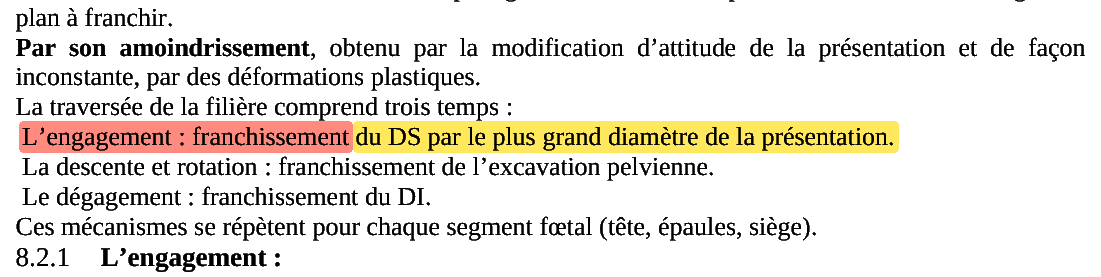 plan à franchir.
Par son amoindrissement, obtenu par la modification d’attitude de la présentation et de façon
inconstante, par des déformations plastiques.
La traversée de la filière comprend trois temps :
L’engagement : franchissement du DS par le plus grand diamètre de la présentation.
La descente et rotation : franchissement de l’excavation pelvienne.
Le dégagement : franchissement du DI.
Ces mécanismes se répètent pour chaque segment fœtal (tête, épaules, siège).
8.2.1 L’engagement :